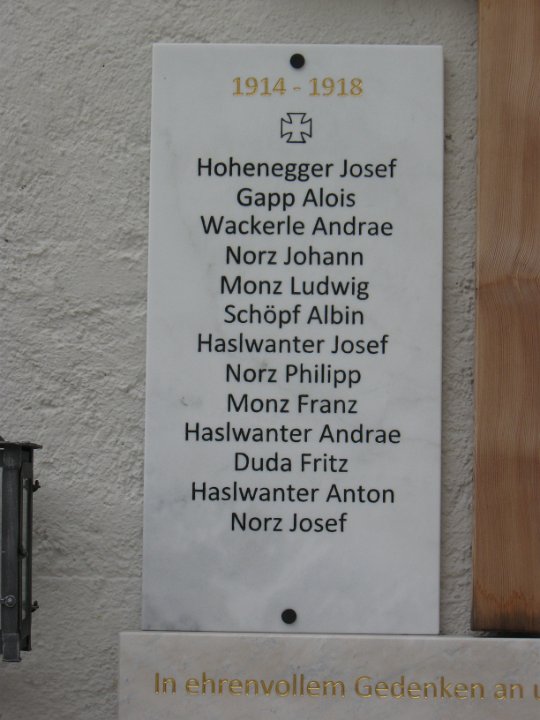 1914 - 1918
Hohenegger Josef
Gapp Alois
Wackerle Andrae
Norz Johann
Monz Ludwig
Schöpf Albin
Haslwanter Josef
Norz Philipp
Monz Franz
Haslwanter Andrae
Duda Fritz
Haslwanter Anton
Norz Josef
In ehrenvollem Gedenken an